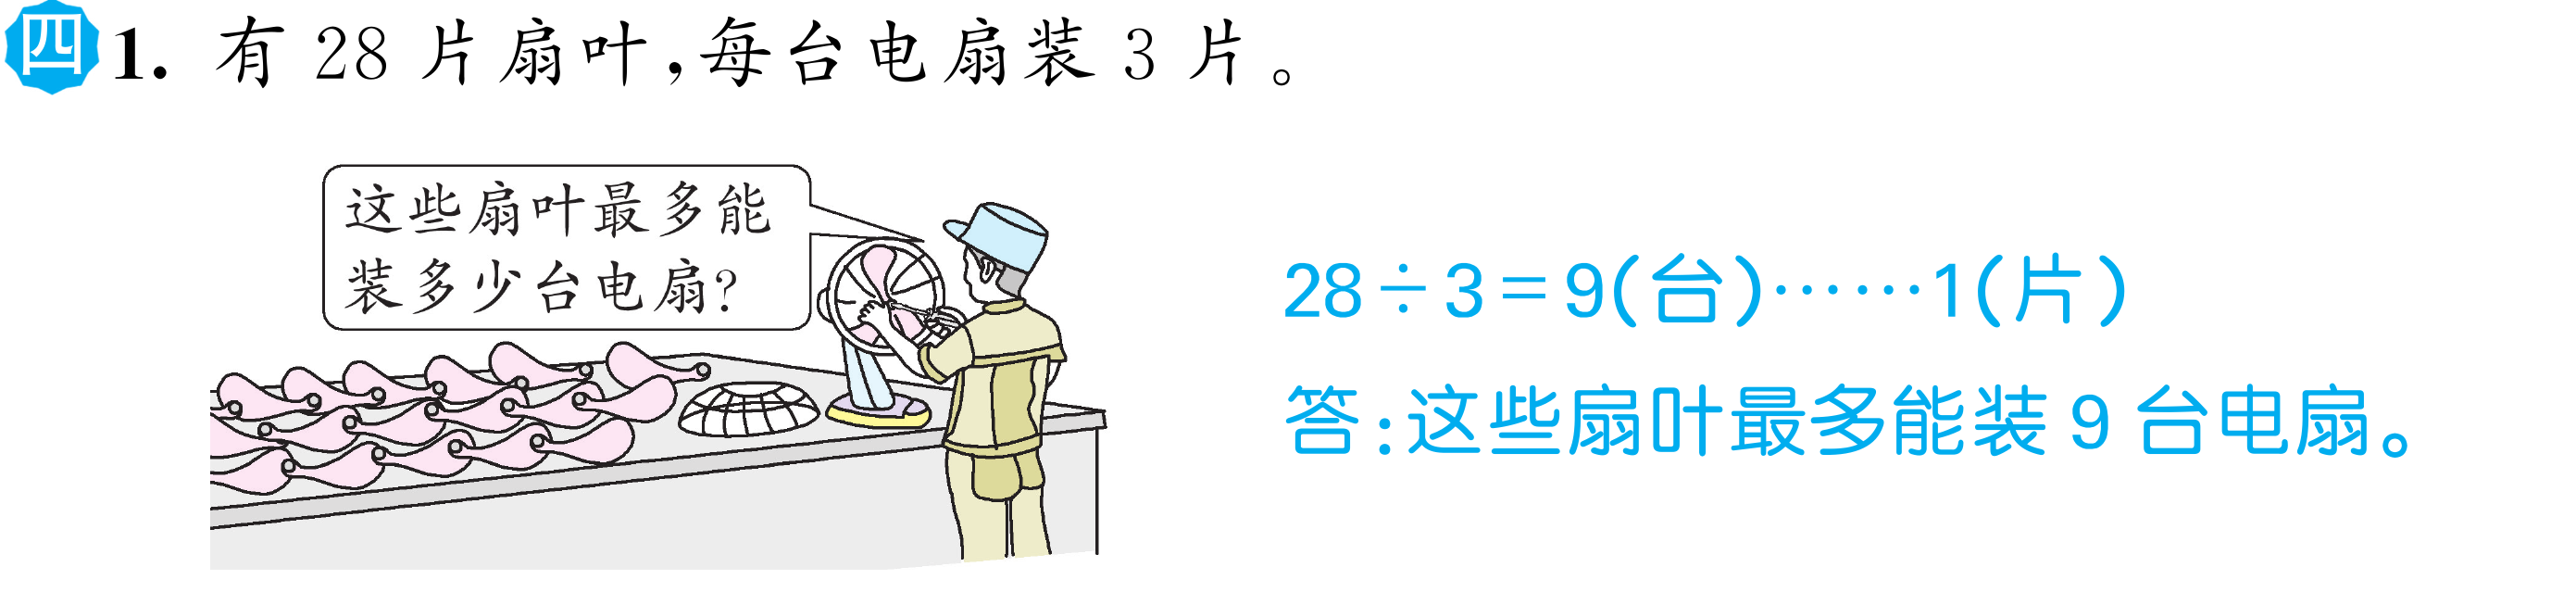 四 1. 有 28 片扇叶,每台电扇装 3 片。
这些扇叶最多能
装多少台电扇?
28÷3=9(台)……1(片)
答:这些扇叶最多能装 9 台电扇。